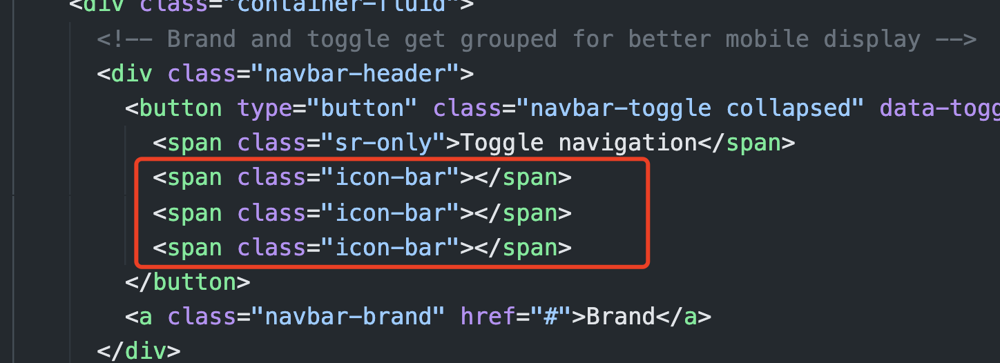 <div class="container-fluid">
<!-- Brand and toggle get grouped for better mobile display -->
<div class="navbar-header">
<button type="button" class="navbar-toggle collapsed" data-togg
<span class="sr-only">Toggle navigation</span>
<span class="icon-bar"></span>
<span class="icon-bar"></span>
<span class="icon-bar"></span>
</button>
<a class="navbar-brand" href="#">Brand</a>
</div>